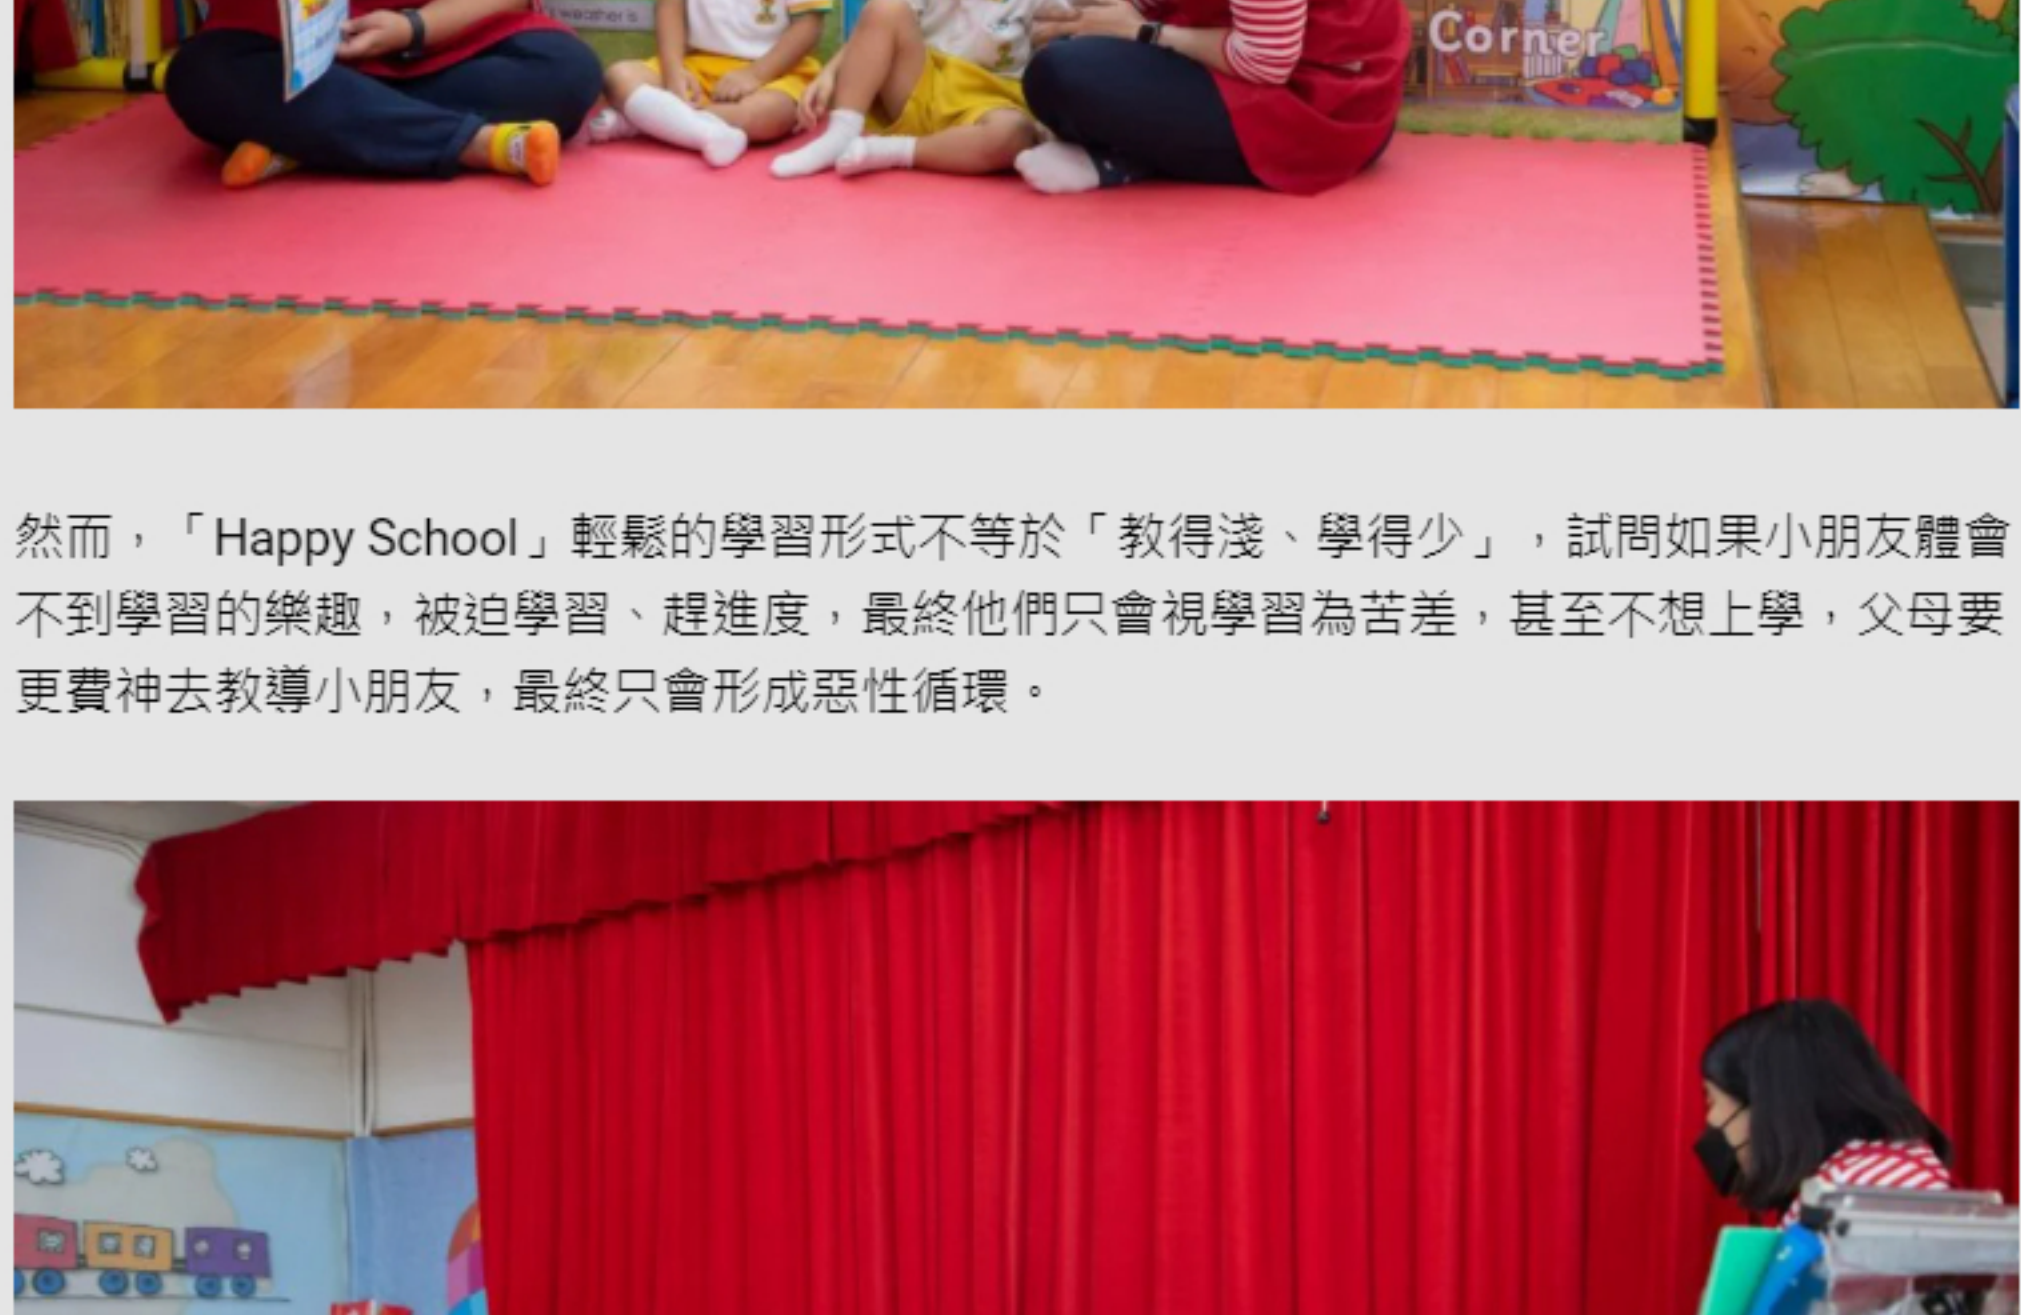 weather is
Corner
然而，「Happy School」輕鬆的學習形式不等於「教得淺、學得少」，試問如果小朋友體會
不到學習的樂趣，被迫學習、趕進度，最終他們只會視學習為苦差，甚至不想上學，父母要
更費神去教導小朋友，最終只會形成惡性循環。